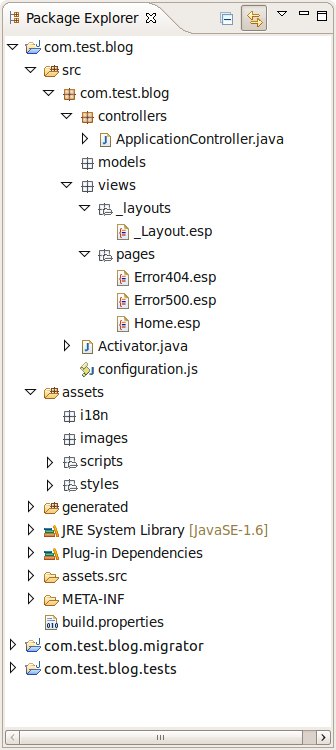 Package Explorer
com.test.blog
src
com.test.blog
controllers
ApplicationController.java
models
views
_layouts
_Layout.esp
pages
Error404.esp
Error500.esp
Home.esp
Activator.java
configuration.js
assets
i18n
images
scripts
styles
generated
JRE System Library [JavaSE-1.6]
Plug-in Dependencies
assets.src
META-INF
build.properties
com.test.blog.migrator
com.test.blog.tests